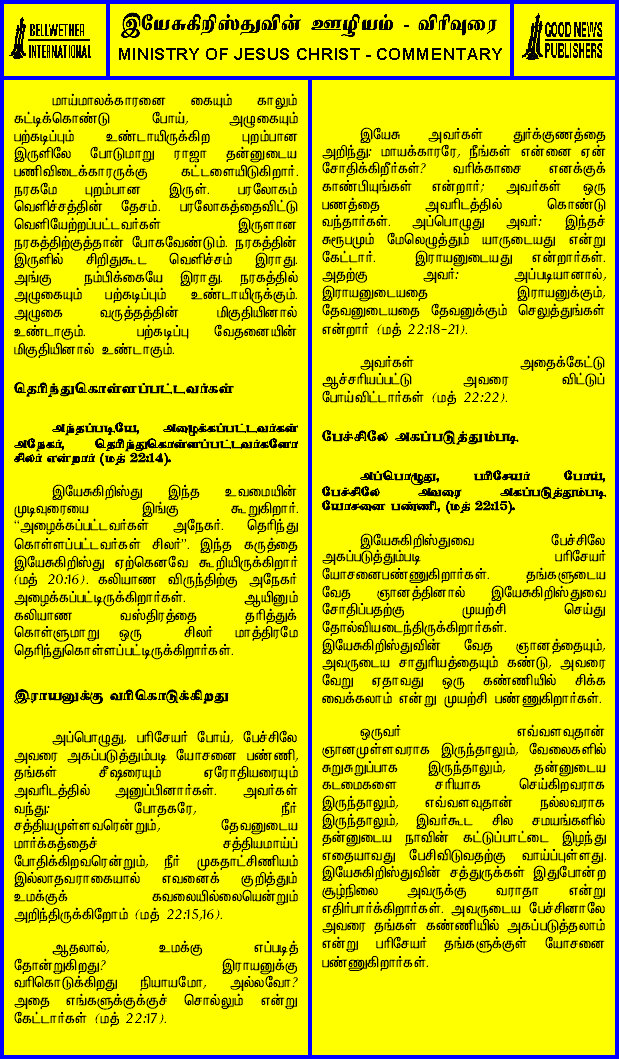 BELLWETHER
INTERNATIONAL
இயேசுகிறிஸ்துவின் ஊழியம் - விரிவுரை
MINISTRY OF JESUS CHRIST - COMMENTARY
GOOD NEWS
PUBLISHERS
மாய்மாலக்காரனை கையும் காலும்
கட்டிக்கொண்டு போய், அழுகையும்
பற்கடிப்பும் உண்டாயிருக்கிற புறம்பான
இருளிலே போடுமாறு ராஜா தன்னுடைய
பணிவிடைக்காரருக்கு கட்டளையிடுகிறார்.
நரகமே புறம்பான இருள். பரலோகம்
வெளிச்சத்தின் தேசம். பரலோகத்தைவிட்டு
வெளியேற்றப்பட்டவர்கள் இருளான
நரகத்திற்குத்தான் போகவேண்டும். நரகத்தின்
இருளில் சிறிதுகூட வெளிச்சம் இராது.
அங்கு நம்பிக்கையே இராது. நரகத்தில்
அழுகையும் பற்கடிப்பும் உண்டாயிருக்கும்.
அழுகை வருத்தத்தின் மிகுதியினால்
உண்டாகும். பற்கடிப்பு வேதனையின்
மிகுதியினால் உண்டாகும்.
தெரிந்துகொள்ளப்பட்டவர்கள்
அந்தப்படியே, அழைக்கப்பட்டவர்கள்
அநேகர், தெரிந்துகொள்ளப்பட்டவர்களோ
சிலர் என்றார் (மத் 22:14).
இயேசுகிறிஸ்து இந்த உவமையின்
முடிவுரையை இங்கு கூறுகிறார்.
“அழைக்கப்பட்டவர்கள் அநேகர். தெரிந்து
கொள்ளப்பட்டவர்கள் சிலர்”. இந்த கருத்தை
இயேசுகிறிஸ்து ஏற்கெனவே கூறியிருக்கிறார்
(மத் 20:16). கலியாண விருந்திற்கு அநேகர்
அழைக்கப்பட்டிருக்கிறார்கள். ஆயினும்
கலியாண வஸ்திரத்தை தரித்துக்
கொள்ளுமாறு ஒரு சிலர் மாத்திரமே
தெரிந்துகொள்ளப்பட்டிருக்கிறார்கள்.
இராயனுக்கு வரிகொடுக்கிறது
அப்பொழுது, பரிசேயர் போய், பேச்சிலே
அவரை அகப்படுத்தும்படி யோசனை பண்ணி,
தங்கள் சீஷரையும் ஏரோதியரையும்
அவரிடத்தில் அனுப்பினார்கள். அவர்கள்
வந்து: போதகரே, நீர்
சத்தியமுள்ளவரென்றும், தேவனுடைய
மார்க்கத்தைச் சத்தியமாய்ப்
போதிக்கிறவரென்றும், நீர் முகதாட்சிணியம்
இல்லாதவராகையால் எவனைக் குறித்தும்
உமக்குக் கவலையில்லையென்றும்
அறிந்திருக்கிறோம் (மத் 22:15,16).
ஆதலால், உமக்கு எப்படித்
தோன்றுகிறது? இராயனுக்கு
வரிகொடுக்கிறது நியாயமோ, அல்லவோ?
அதை எங்களுக்குச் சொல்லும் என்று
கேட்டார்கள் (மத் 22:17).
இயேசு அவர்கள் துர்க்குணத்தை
அறிந்து: மாயக்காரரே, நீங்கள் என்னை ஏன்
சோதிக்கிறீர்கள்? வரிக்காசை எனக்குக்
காண்பியுங்கள் என்றார்; அவர்கள் ஒரு
பணத்தை அவரிடத்தில் கொண்டு
வந்தார்கள். அப்பொழுது அவர்: இந்தச்
சுரூபமும் மேலெழுத்தும் யாருடையது என்று
கேட்டார். இராயனுடையது என்றார்கள்.
அதற்கு அவர்: அப்படியானால்,
இராயனுடையதை இராயனுக்கும்,
தேவனுடையதை தேவனுக்கும் செலுத்துங்கள்
என்றார் (மத் 22:18-21).
அவர்கள் அதைக்கேட்டு
ஆச்சரியப்பட்டு அவரை விட்டுப்
போய்விட்டார்கள் (மத் 22:22).
பேச்சிலே அகப்படுத்தும்படி
அப்பொழுது, பரிசேயர் போய்,
பேச்சிலே அவரை அகப்படுத்தும்படி
யோசனை பண்ணி, (மத் 22:15).
இயேசுகிறிஸ்துவை பேச்சிலே
அகப்படுத்தும்படி பரிசேயர்
யோசனைபண்ணுகிறார்கள். தங்களுடைய
வேத ஞானத்தினால் இயேசுகிறிஸ்துவை
சோதிப்பதற்கு முயற்சி செய்து
தோல்வியடைந்திருக்கிறார்கள்.
இயேசுகிறிஸ்துவின் வேத ஞானத்தையும்,
அவருடைய சாதுரியத்தையும் கண்டு, அவரை
வேறு ஏதாவது ஒரு கண்ணியில் சிக்க
வைக்கலாம் என்று முயற்சி பண்ணுகிறார்கள்.
ஒருவர் எவ்வளவுதான்
ஞானமுள்ளவராக இருந்தாலும், வேலைகளில்
சுறுசுறுப்பாக இருந்தாலும், தன்னுடைய
கடமைகளை சரியாக செய்கிறவராக
இருந்தாலும், எவ்வளவுதான் நல்லவராக
இருந்தாலும், இவர்கூட சில சமயங்களில்
தன்னுடைய நாவின் கட்டுப்பாட்டை இழந்து
எதையாவது பேசிவிடுவதற்கு வாய்ப்புள்ளது.
இயேசுகிறிஸ்துவின் சத்துருக்கள் இதுபோன்ற
சூழ்நிலை அவருக்கு வராதா என்று
எதிர்பார்க்கிறார்கள். அவருடைய பேச்சினாலே
அவரை தங்கள் கண்ணியில் அகப்படுத்தலாம்
என்று பரிசேயர் தங்களுக்குள் யோசனை
பண்ணுகிறார்கள்.